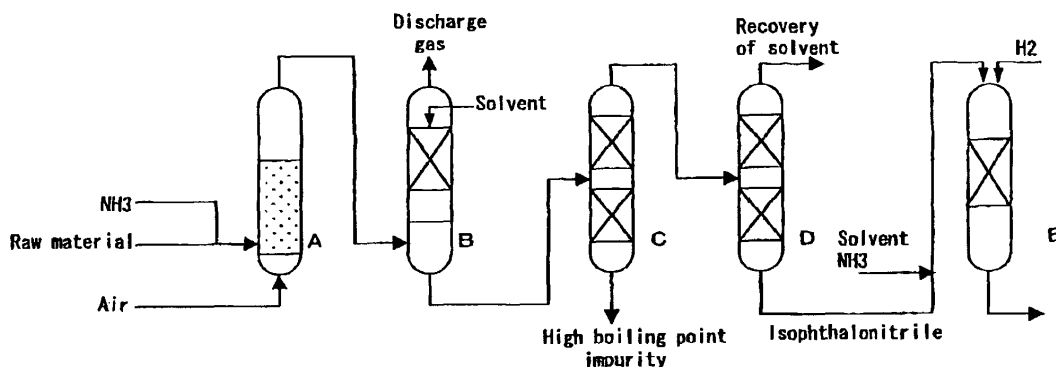 Discharge
gas
Recovery
of solvent
H2
Solvent
NH3
Raw material
A
B
C
D
Solvent
NH3
E
Air
High boiling point
impurity
Isophthalonitrile